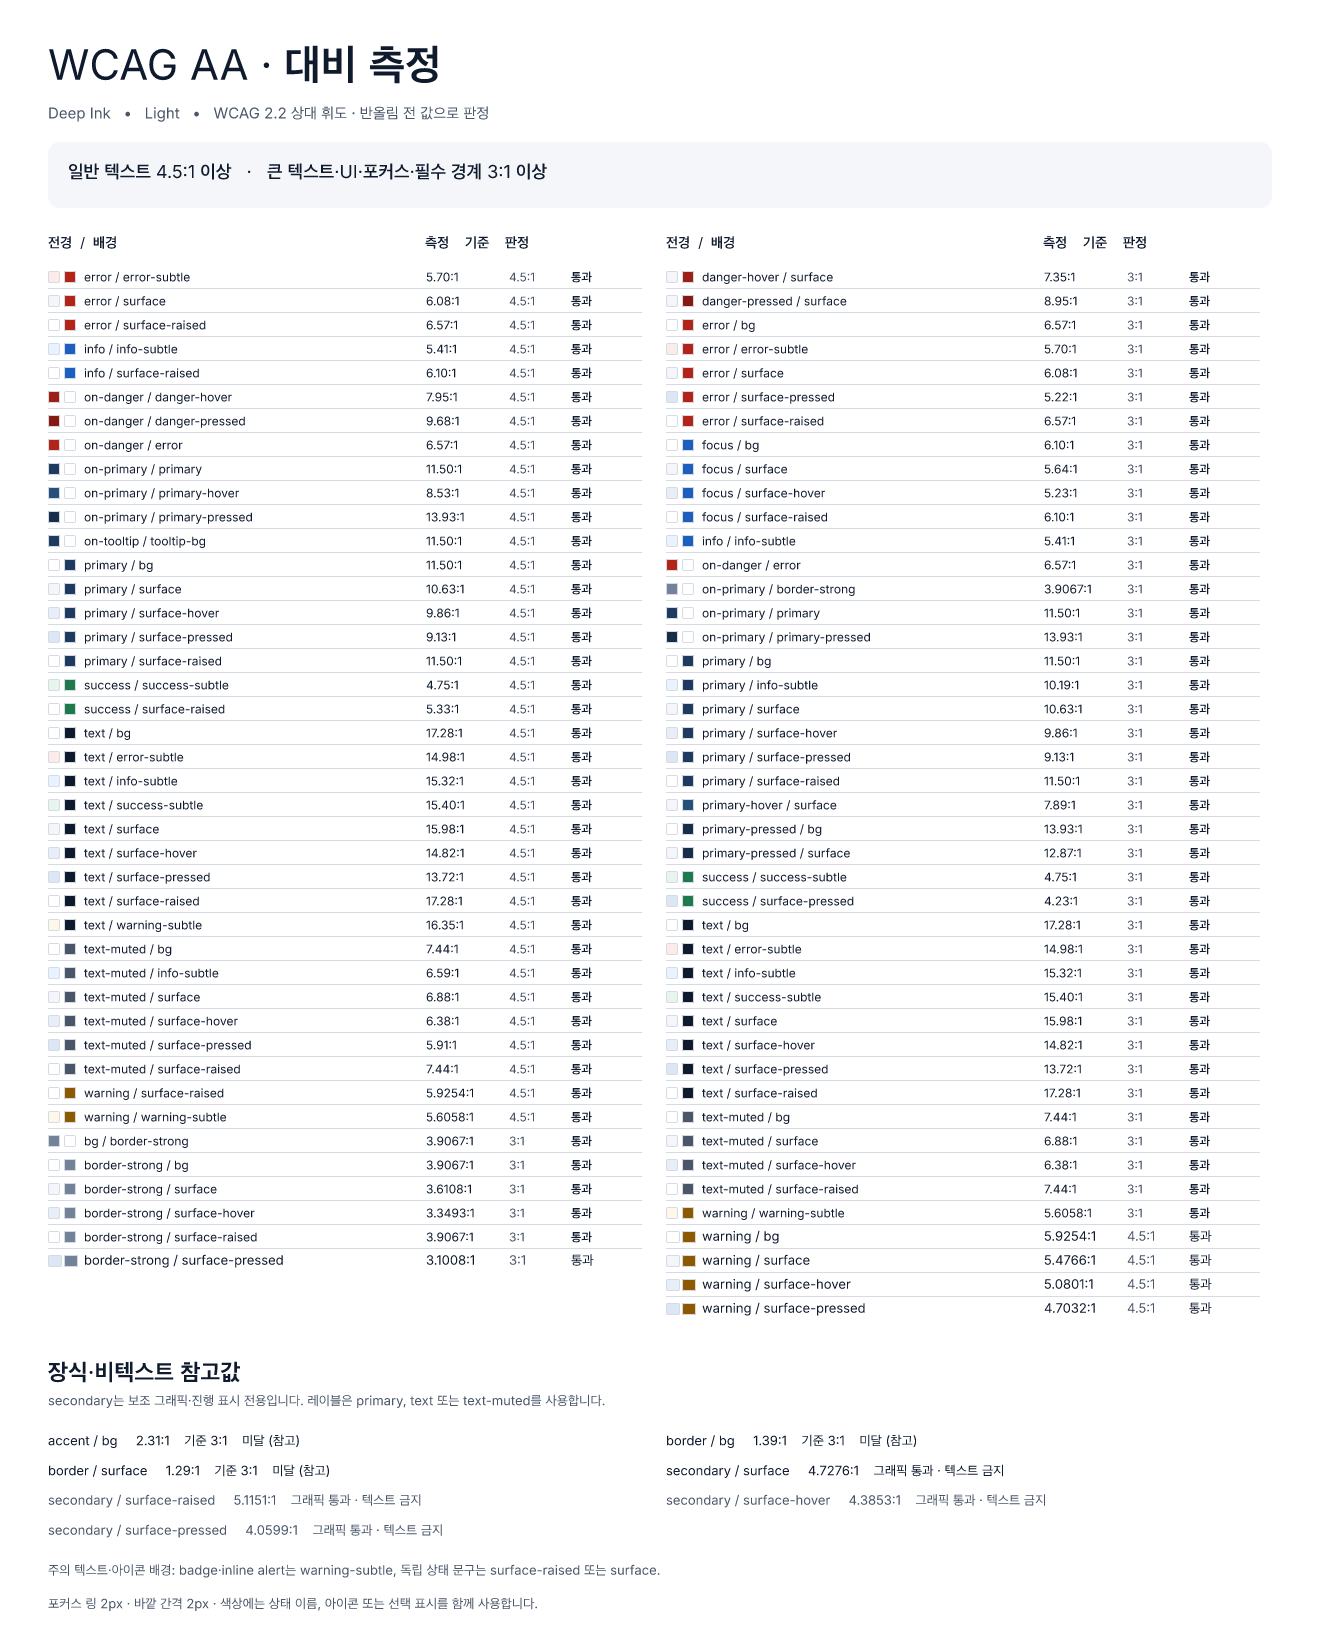 WCAG AA · 대비 측정
Deep Ink • Light • WCAG 2.2 상대 휘도 · 반올림 전 값으로 판정
일반 텍스트 4.5:1 이상 · 큰 텍스트·UI·포커스·필수 경계 3:1 이상
전경 / 배경 측정 기준 판정
error / error-subtle 5.70:1 4.5:1 통과
error / surface 6.08:1 4.5:1 통과
error / surface-raised 6.57:1 4.5:1 통과
info / info-subtle 5.41:1 4.5:1 통과
info / surface-raised 6.10:1 4.5:1 통과
on-danger / danger-hover 7.95:1 4.5:1 통과
on-danger / danger-pressed 9.68:1 4.5:1 통과
on-danger / error 6.57:1 4.5:1 통과
on-primary / primary 11.50:1 4.5:1 통과
on-primary / primary-hover 8.53:1 4.5:1 통과
on-primary / primary-pressed 13.93:1 4.5:1 통과
on-tooltip / tooltip-bg 11.50:1 4.5:1 통과
primary / bg 11.50:1 4.5:1 통과
primary / surface 10.63:1 4.5:1 통과
primary / surface-hover 9.86:1 4.5:1 통과
primary / surface-pressed 9.13:1 4.5:1 통과
primary / surface-raised 11.50:1 4.5:1 통과
success / success-subtle 4.75:1 4.5:1 통과
success / surface-raised 5.33:1 4.5:1 통과
text / bg 17.28:1 4.5:1 통과
text / error-subtle 14.98:1 4.5:1 통과
text / info-subtle 15.32:1 4.5:1 통과
text / success-subtle 15.40:1 4.5:1 통과
text / surface 15.98:1 4.5:1 통과
text / surface-hover 14.82:1 4.5:1 통과
text / surface-pressed 13.72:1 4.5:1 통과
text / surface-raised 17.28:1 4.5:1 통과
text / warning-subtle 16.35:1 4.5:1 통과
text-muted / bg 7.44:1 4.5:1 통과
text-muted / info-subtle 6.59:1 4.5:1 통과
text-muted / surface 6.88:1 4.5:1 통과
text-muted / surface-hover 6.38:1 4.5:1 통과
text-muted / surface-pressed 5.91:1 4.5:1 통과
text-muted / surface-raised 7.44:1 4.5:1 통과
warning / surface-raised 5.9254:1 4.5:1 통과
warning / warning-subtle 5.6058:1 4.5:1 통과
bg / border-strong 3.9067:1 3:1 통과
border-strong / bg 3.9067:1 3:1 통과
border-strong / surface 3.6108:1 3:1 통과
border-strong / surface-hover 3.3493:1 3:1 통과
border-strong / surface-raised 3.9067:1 3:1 통과
border-strong / surface-pressed 3.1008:1 3:1 통과
전경 / 배경 측정 기준 판정
danger-hover / surface 7.35:1 3:1 통과
danger-pressed / surface 8.95:1 3:1 통과
error / bg 6.57:1 3:1 통과
error / error-subtle 5.70:1 3:1 통과
error / surface 6.08:1 3:1 통과
error / surface-pressed 5.22:1 3:1 통과
error / surface-raised 6.57:1 3:1 통과
focus / bg 6.10:1 3:1 통과
focus / surface 5.64:1 3:1 통과
focus / surface-hover 5.23:1 3:1 통과
focus / surface-raised 6.10:1 3:1 통과
info / info-subtle 5.41:1 3:1 통과
on-danger / error 6.57:1 3:1 통과
on-primary / border-strong 3.9067:1 3:1 통과
on-primary / primary 11.50:1 3:1 통과
on-primary / primary-pressed 13.93:1 3:1 통과
primary / bg 11.50:1 3:1 통과
primary / info-subtle 10.19:1 3:1 통과
primary / surface 10.63:1 3:1 통과
primary / surface-hover 9.86:1 3:1 통과
primary / surface-pressed 9.13:1 3:1 통과
primary / surface-raised 11.50:1 3:1 통과
primary-hover / surface 7.89:1 3:1 통과
primary-pressed / bg 13.93:1 3:1 통과
primary-pressed / surface 12.87:1 3:1 통과
success / success-subtle 4.75:1 3:1 통과
success / surface-pressed 4.23:1 3:1 통과
text / bg 17.28:1 3:1 통과
text / error-subtle 14.98:1 3:1 통과
text / info-subtle 15.32:1 3:1 통과
text / success-subtle 15.40:1 3:1 통과
text / surface 15.98:1 3:1 통과
text / surface-hover 14.82:1 3:1 통과
text / surface-pressed 13.72:1 3:1 통과
text / surface-raised 17.28:1 3:1 통과
text-muted / bg 7.44:1 3:1 통과
text-muted / surface 6.88:1 3:1 통과
text-muted / surface-hover 6.38:1 3:1 통과
text-muted / surface-raised 7.44:1 3:1 통과
warning / warning-subtle 5.6058:1 3:1 통과
warning / bg 5.9254:1 4.5:1 통과
warning / surface 5.4766:1 4.5:1 통과
warning / surface-hover 5.0801:1 4.5:1 통과
warning / surface-pressed 4.7032:1 4.5:1 통과
장식·비텍스트 참고값
secondary는 보조 그래픽·진행 표시 전용입니다. 레이블은 primary, text 또는 text-muted를 사용합니다.
accent / bg 2.31:1 기준 3:1 미달 (참고)
border / bg 1.39:1 기준 3:1 미달 (참고)
border / surface 1.29:1 기준 3:1 미달 (참고)
secondary / surface 4.7276:1 그래픽 통과 · 텍스트 금지
secondary / surface-raised 5.1151:1 그래픽 통과 · 텍스트 금지
secondary / surface-hover 4.3853:1 그래픽 통과 · 텍스트 금지
secondary / surface-pressed 4.0599:1 그래픽 통과 · 텍스트 금지
주의 텍스트·아이콘 배경: badge·inline alert는 warning-subtle, 독립 상태 문구는 surface-raised 또는 surface.
포커스 링 2px · 바깥 간격 2px · 색상에는 상태 이름, 아이콘 또는 선택 표시를 함께 사용합니다.